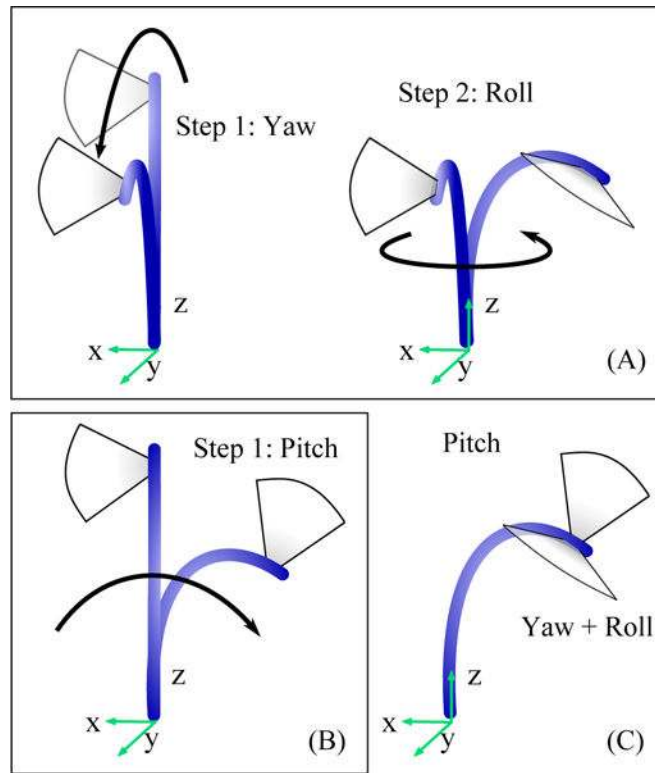 Step 1: Yaw
Step 2: Roll
z
x
y
z
x
y
(A)
Step 1: Pitch
z
x
y
(B)
Pitch
Yaw + Roll
z
x
y
(C)